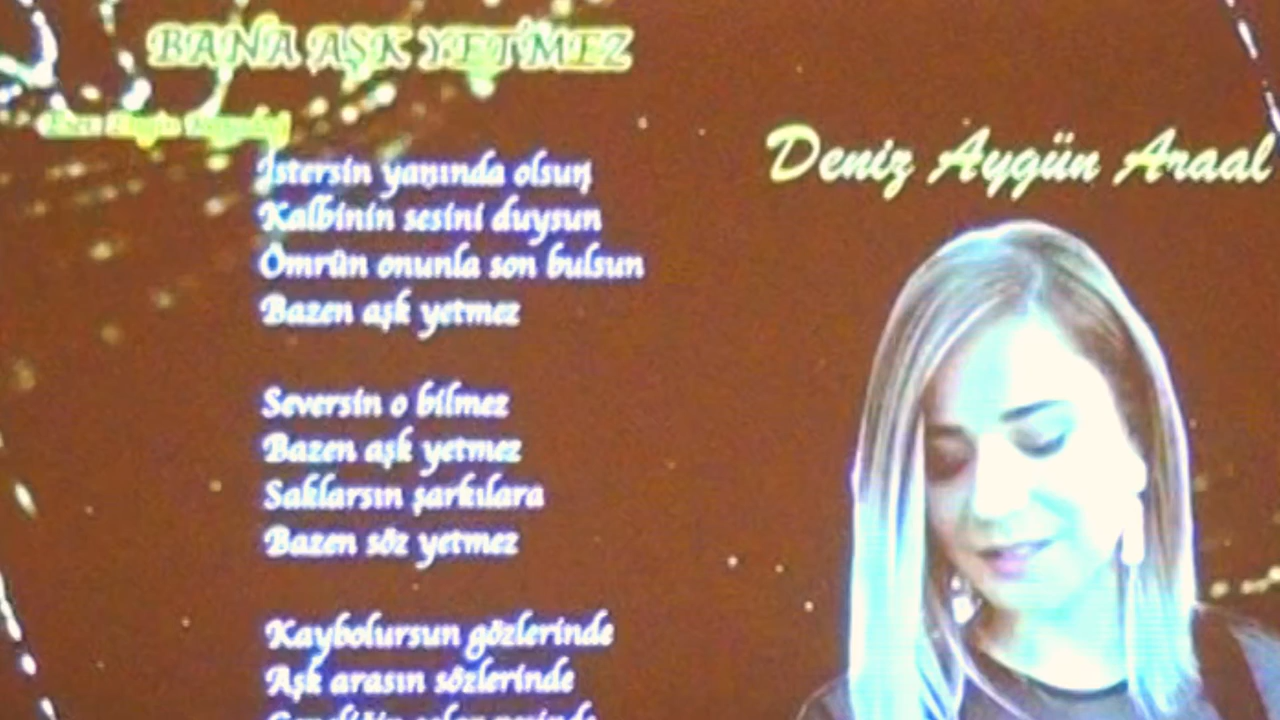 BANA AŞK YETMEZ
Deniz Aygün Araal
İstersin yanında olsun
Kalbinin sesini duysun
Ömrün onunla son bulsun
Bazen aşk yetmez
Seversin o bilmez
Bazen aşk yetmez
Saklarsın şarkılara
Bazen söz yetmez
Kaybolursun gözlerinde
Aşk arasın sözlerinde